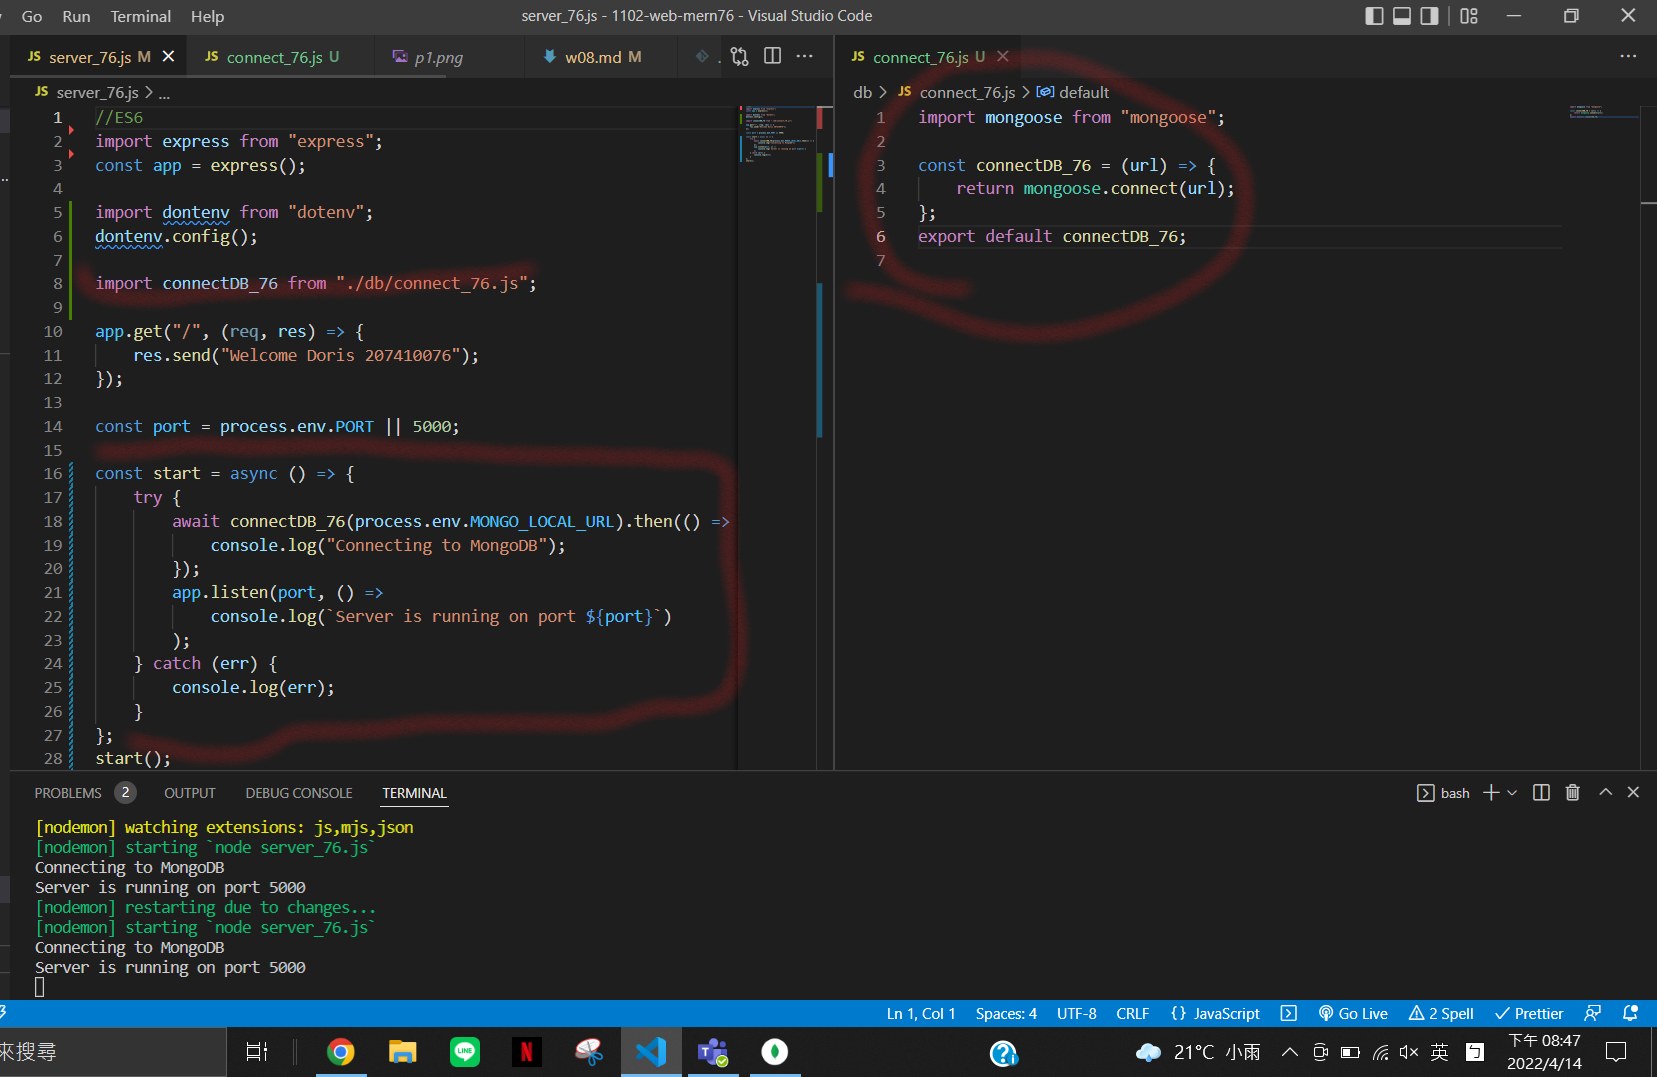 Go Run Terminal Help
server_76.js - 1102-web-mern76 - Visual Studio Code
server_76.js M
connect_76.js U
p1.png
w08.md M
server_76.js > ...
1 //ES6
2 import express from "express";
3 const app = express();
4
5 import dontenv from "dotenv";
6 dontenv.config();
7
8 import connectDB_76 from "./db/connect_76.js";
9
10 app.get("/", (req, res) => {
11 res.send("Welcome Doris 207410076");
12 });
13
14 const port = process.env.PORT || 5000;
15
16 const start = async () => {
17 try {
18 await connectDB_76(process.env.MONGO_LOCAL_URL).then(() =>
19 console.log("Connecting to MongoDB");
20 });
21 app.listen(port, () =>
22 console.log(`Server is running on port ${port}`)
23 );
24 } catch (err) {
25 console.log(err);
26 }
27 };
28 start();
connect_76.js U
db > JS connect_76.js > default
1 import mongoose from "mongoose";
2
3 const connectDB_76 = (url) => {
4 return mongoose.connect(url);
5 };
6 export default connectDB_76;
7
PROBLEMS 2 OUTPUT DEBUG CONSOLE TERMINAL
bash
[nodemon] watching extensions: js,mjs,json
[nodemon] starting `node server_76.js`
Connecting to MongoDB
Server is running on port 5000
[nodemon] restarting due to changes...
[nodemon] starting `node server_76.js`
Connecting to MongoDB
Server is running on port 5000
Ln 1, Col 1 Spaces: 4 UTF-8 CRLF {} JavaScript Go Live 2 Spell Prettier
來搜尋
LINE
N
21°C 小雨
英
ㄅ
下午 08:47
2022/4/14